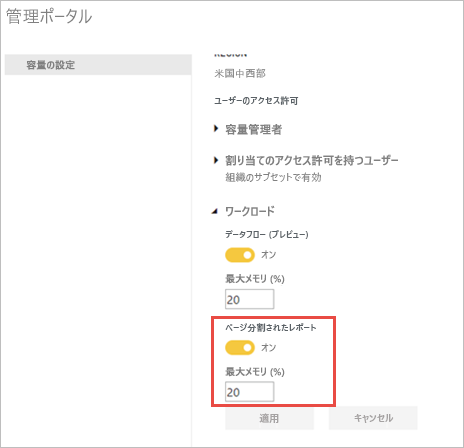 管理ポータル
容量の設定
REGION
米国中西部
ユーザーのアクセス許可
容量管理者
割り当てのアクセス許可を持つユーザー
組織のサブセットで有効
ワークロード
データフロー (プレビュー)
オン
最大メモリ (%)
20
ページ分割されたレポート
オン
最大メモリ (%)
20
適用
キャンセル